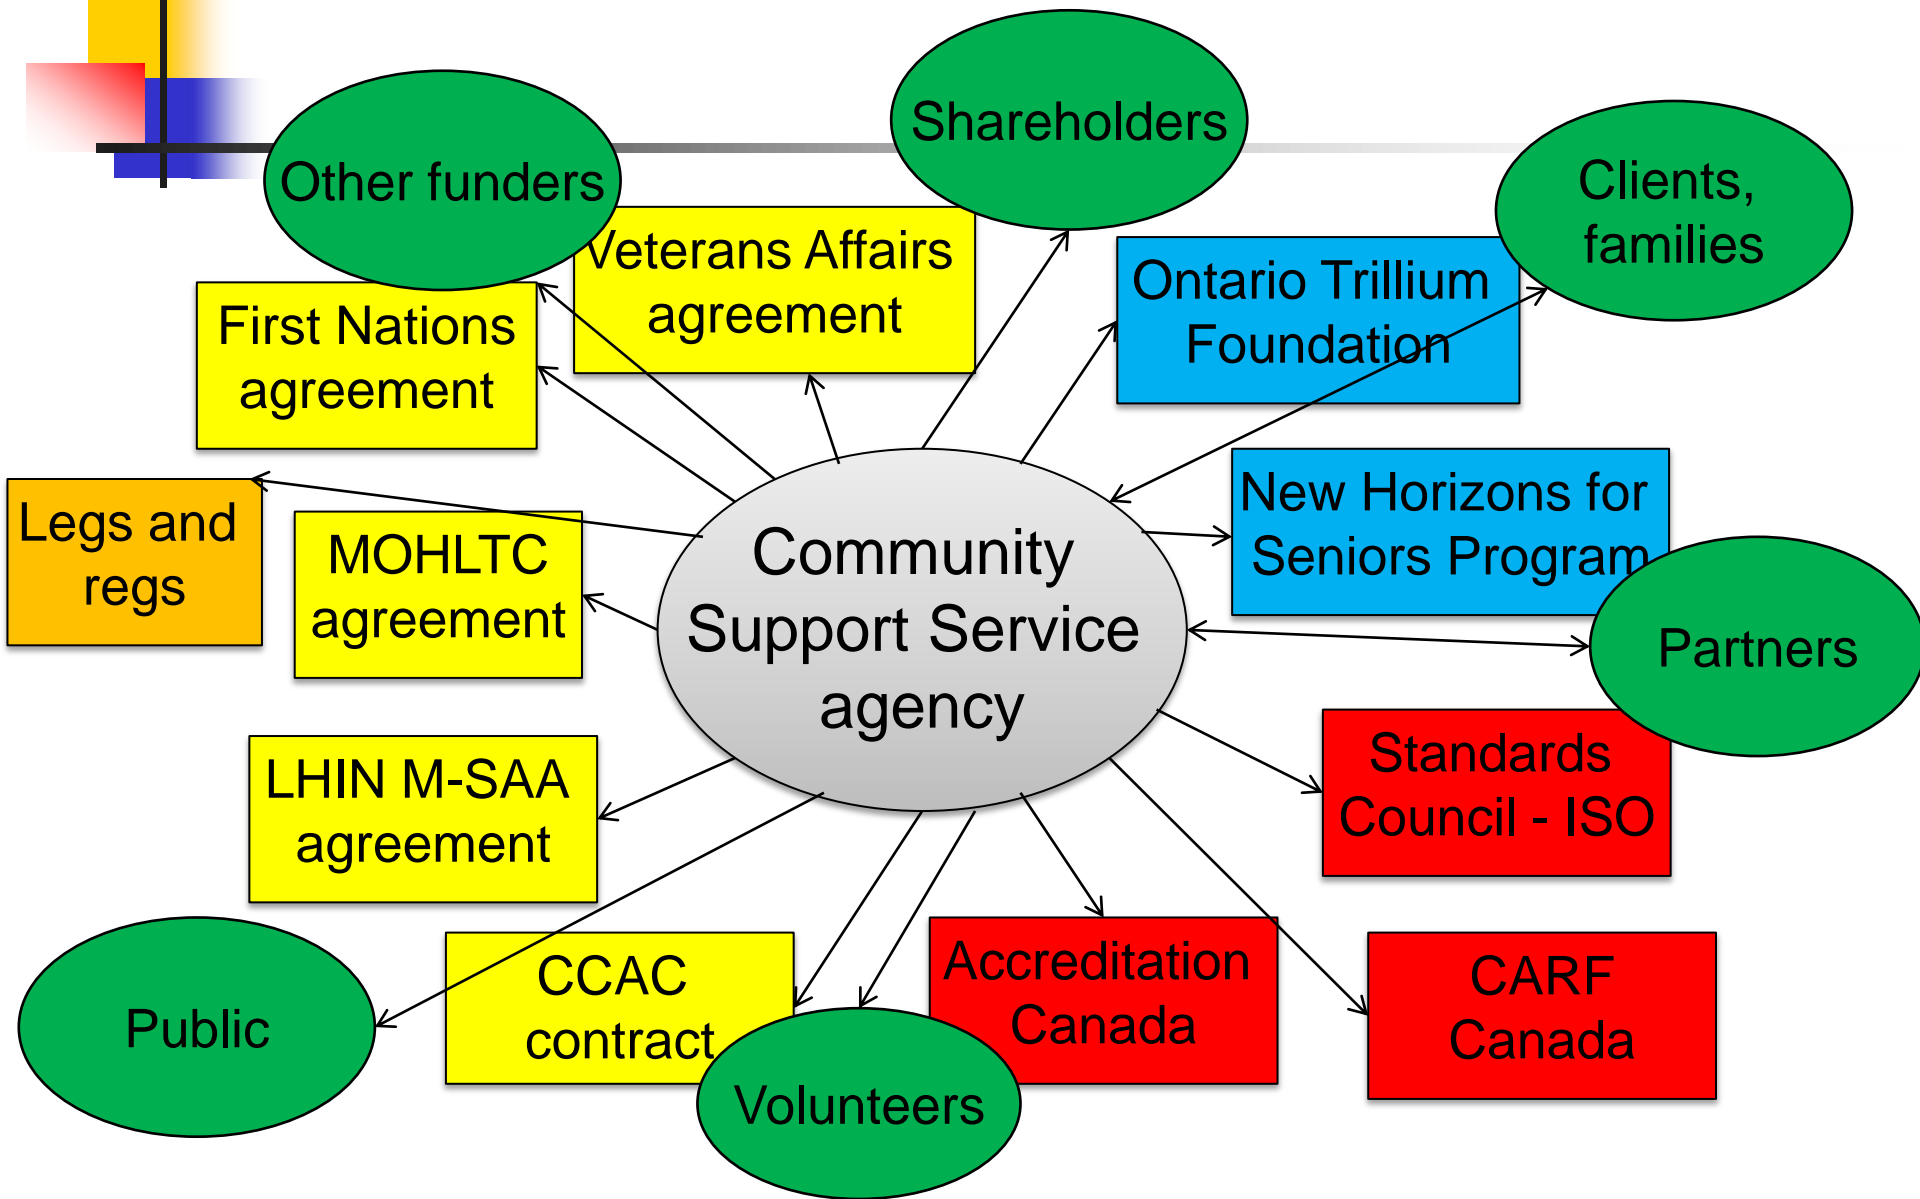 Shareholders
Other funders
Clients,
families
Veterans Affairs
agreement
Ontario Trillium
Foundation
First Nations
agreement
New Horizons for
Seniors Program
Legs and
regs
MOHLTC
agreement
Community
Support Service
agency
Partners
LHIN M-SAA
agreement
Standards
Council - ISO
CCAC
contract
Accreditation
Canada
CARF
Canada
Public
Volunteers